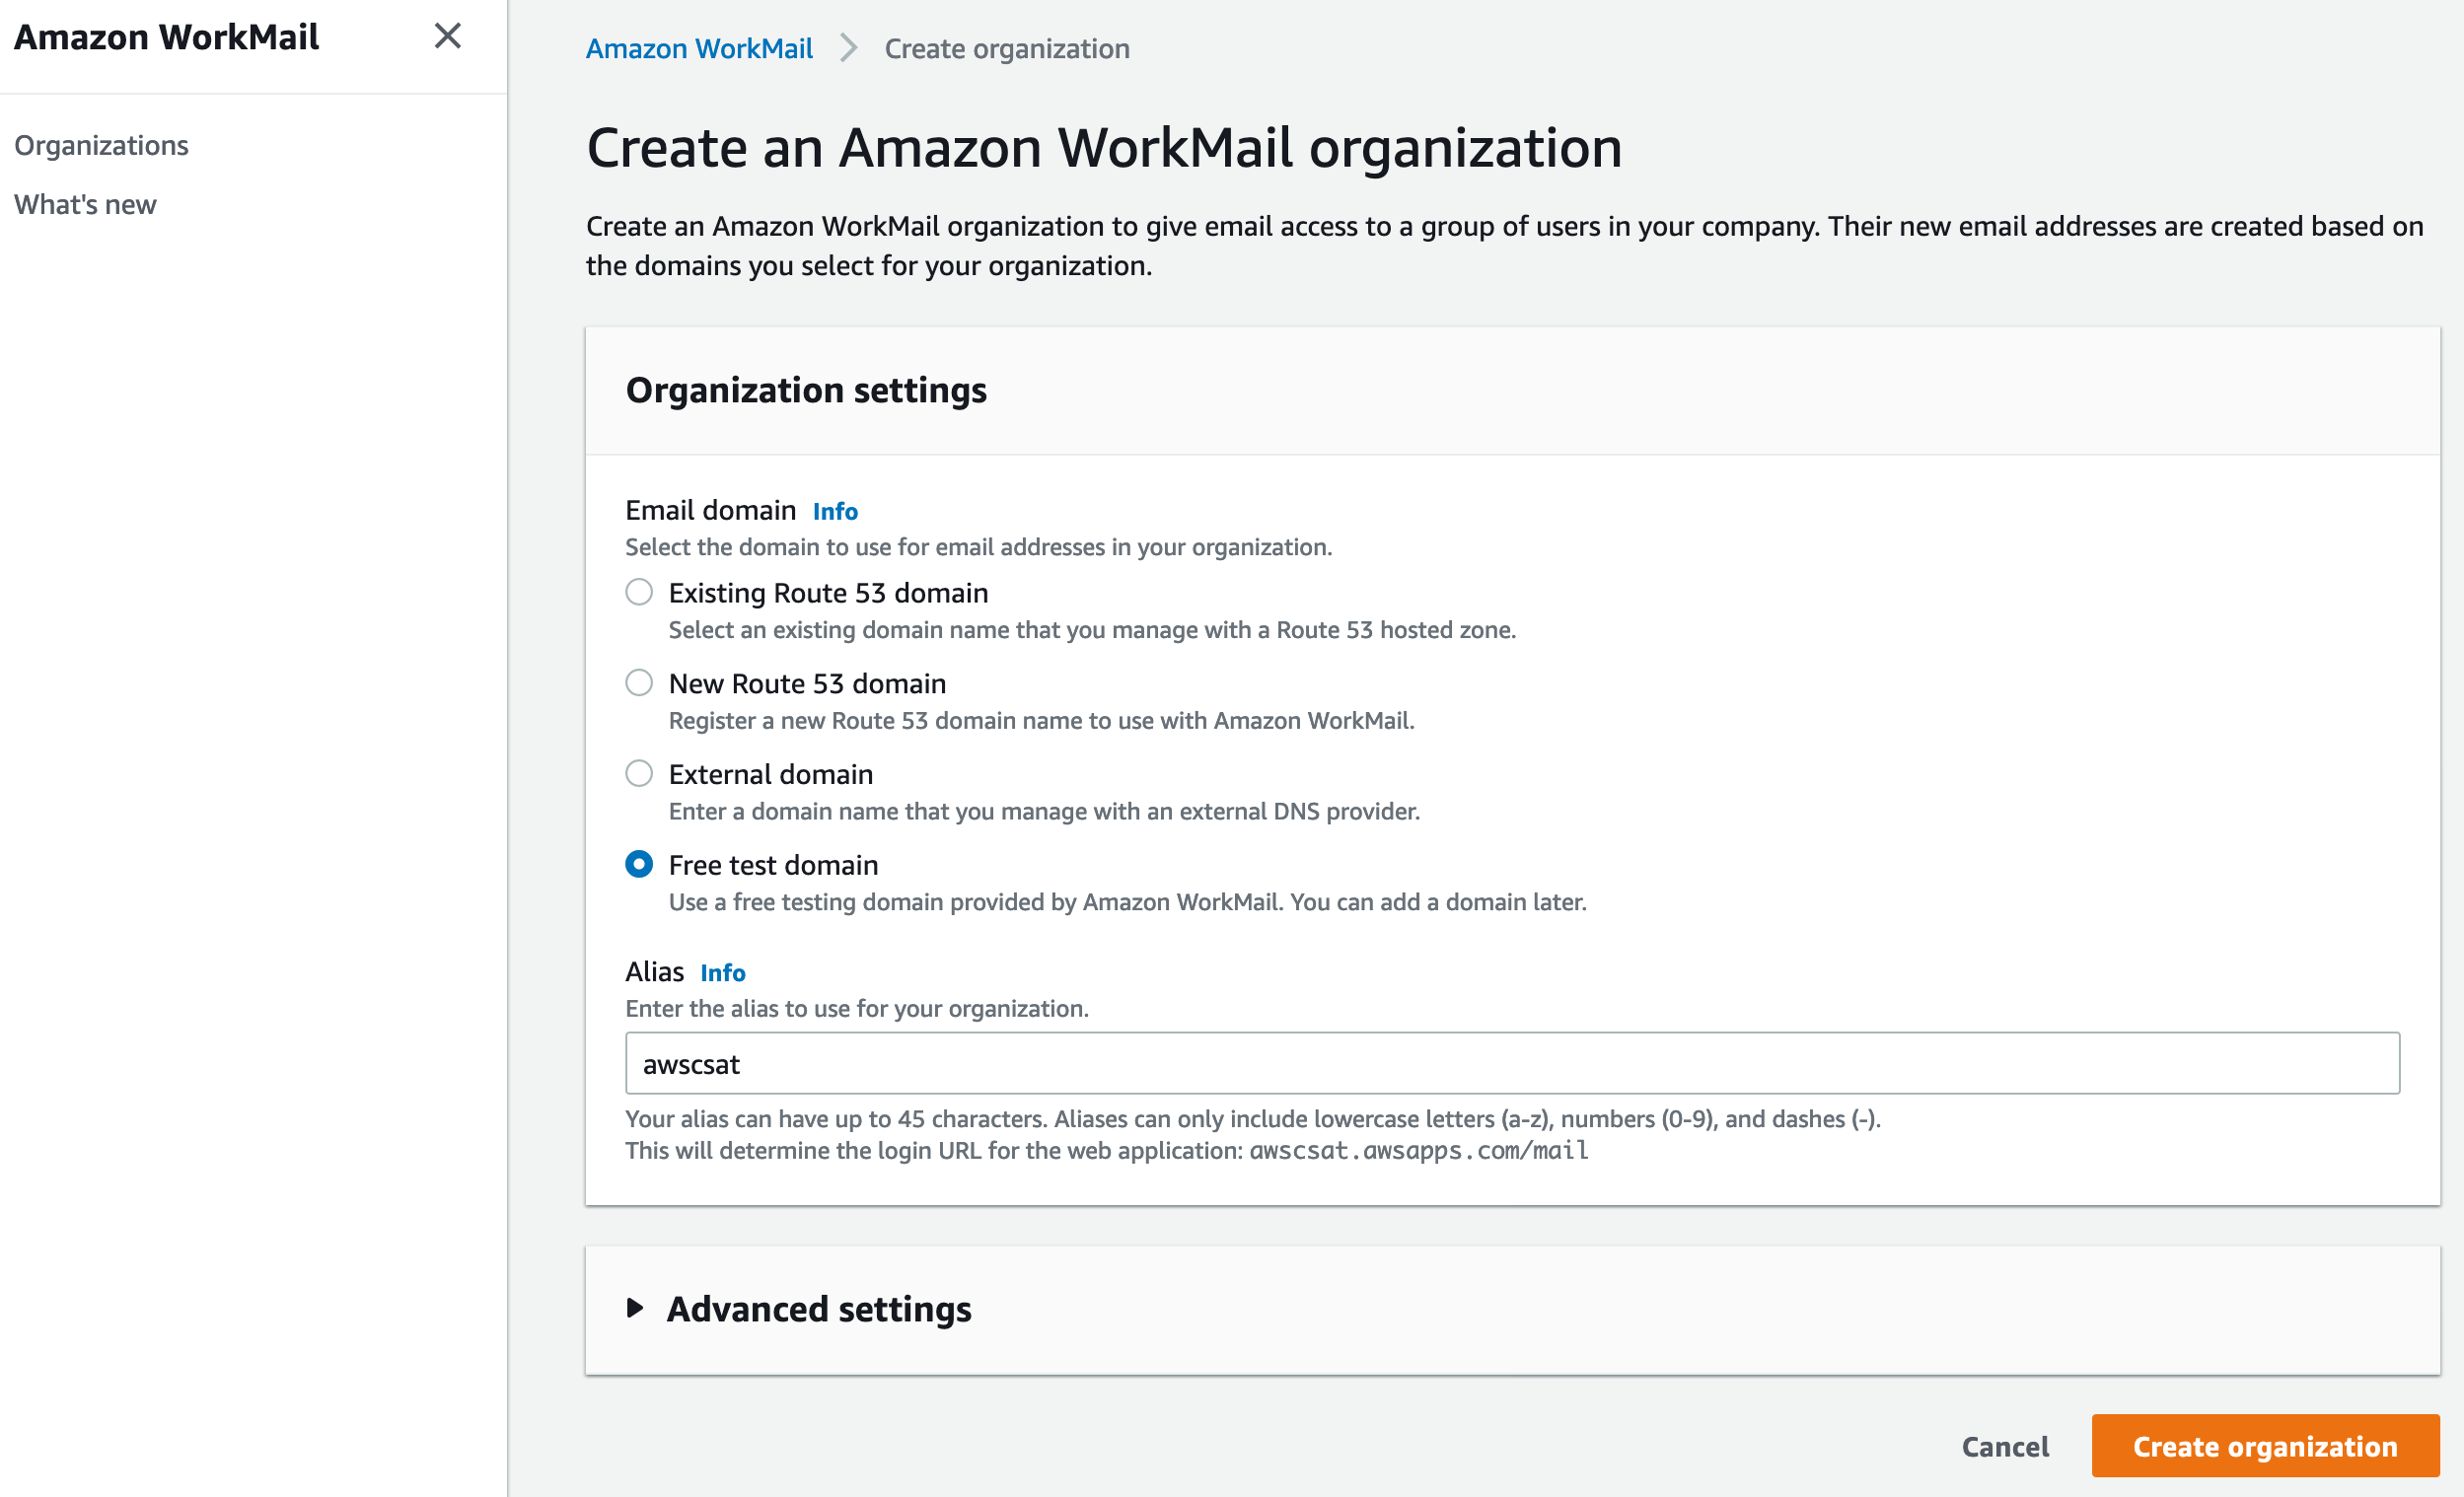 Amazon WorkMail
Organizations
What's new
Amazon WorkMail > Create organization
Create an Amazon WorkMail organization
Create an Amazon WorkMail organization to give email access to a group of users in your company. Their new email addresses are created based on
the domains you select for your organization.
Organization settings
Email domain Info
Select the domain to use for email addresses in your organization.
Existing Route 53 domain
Select an existing domain name that you manage with a Route 53 hosted zone.
New Route 53 domain
Register a new Route 53 domain name to use with Amazon WorkMail.
External domain
Enter a domain name that you manage with an external DNS provider.
Free test domain
Use a free testing domain provided by Amazon WorkMail. You can add a domain later.
Alias Info
Enter the alias to use for your organization.
awscsat
Your alias can have up to 45 characters. Aliases can only include lowercase letters (a-z), numbers (0-9), and dashes (-).
This will determine the login URL for the web application: awscsat.awsapps.com/mail
Advanced settings
Cancel Create organization